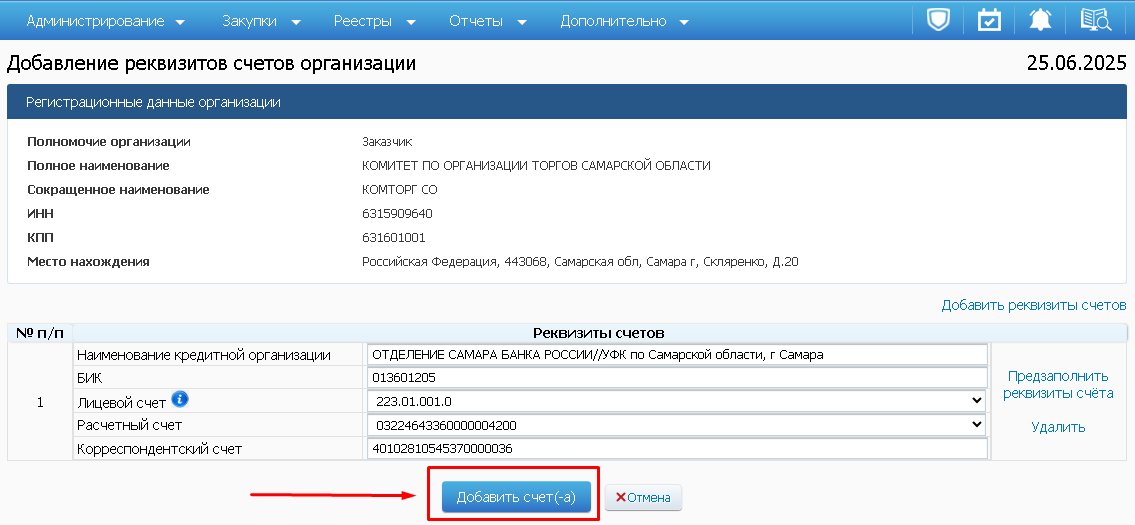 Администрирование Закупки Реестры Отчеты Дополнительно
Добавление реквизитов счетов организации 25.06.2025
Регистрационные данные организации
Полномочие организации Заказчик
Полное наименование КОМИТЕТ ПО ОРГАНИЗАЦИИ ТОРГОВ САМАРСКОЙ ОБЛАСТИ
Сокращенное наименование КОМТОРГ СО
ИНН 6315909640
КПП 631601001
Место нахождения Российская Федерация, 443068, Самарская обл, Самара г, Скляренко, Д.20
Добавить реквизиты счетов
№ п/п Реквизиты счетов
Наименование кредитной организации ОТДЕЛЕНИЕ САМАРА БАНКА РОССИИ//УФК по Самарской области, г Самара
БИК 013601205
1 Лицевой счет 223.01.001.0
Расчетный счет 03224643360000004200
Корреспондентский счет 40102810545370000036
Предзаполнить
реквизиты счёта
Удалить
Добавить счет(-а) Отмена